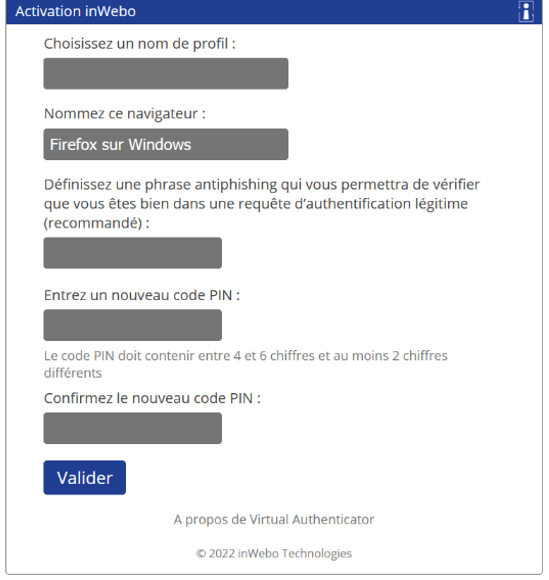 Activation inWebo
Choisissez un nom de profil :
Nommez ce navigateur :
Firefox sur Windows
Définissez une phrase antiphishing qui vous permettra de vérifier
que vous êtes bien dans une requête d'authentification légitime
(recommandé) :
Entrez un nouveau code PIN :
Le code PIN doit contenir entre 4 et 6 chiffres et au moins 2 chiffres
différents
Confirmez le nouveau code PIN :
Valider
A propos de Virtual Authenticator
© 2022 inWebo Technologies